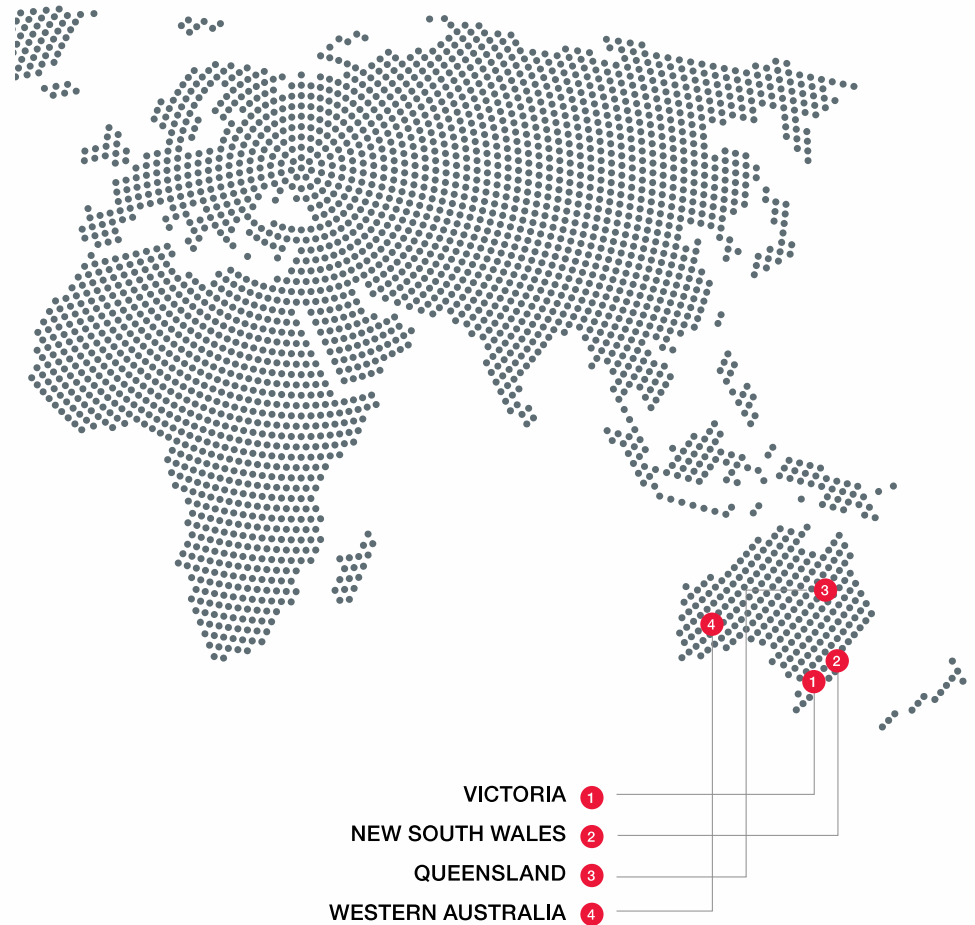 3
4
2
1
VICTORIA 1
NEW SOUTH WALES 2
QUEENSLAND 3
WESTERN AUSTRALIA 4